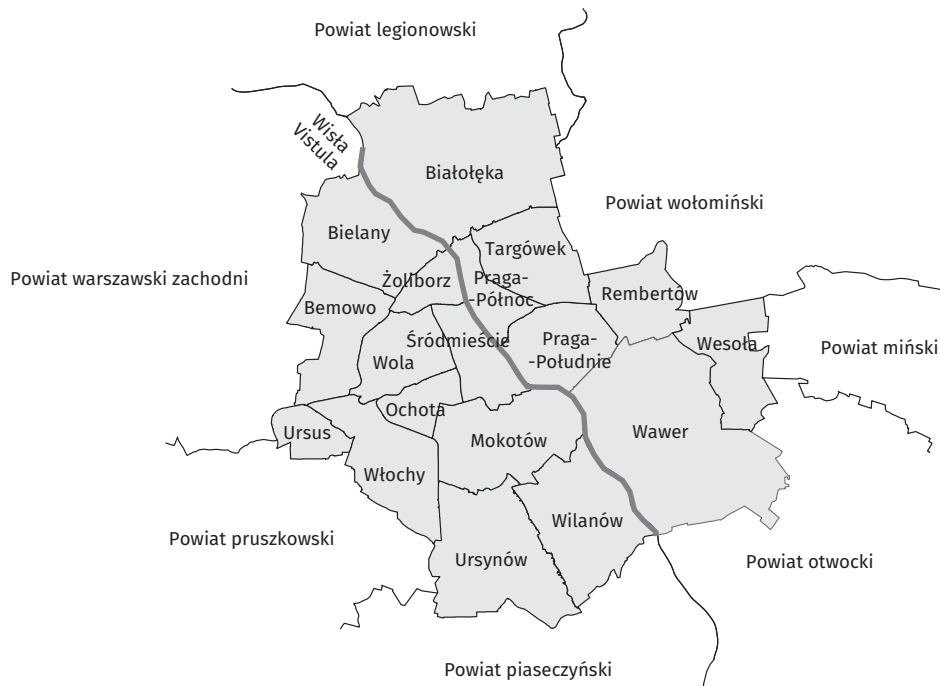 Powiat legionowski
Wisła
Vistula
Białołęka
Powiat wołomiński
Bielany
Targówek
Powiat warszawski zachodni
Żoliborz
Praga-
-Północ
Rembertów
Bemowo
Śródmieście
Praga-
-Południe
Wesoła
Powiat miński
Wola
Ochota
Ursus
Mokotów
Wawer
Włochy
Wilanów
Powiat pruszkowski
Ursynów
Powiat otwocki
Powiat piaseczyński